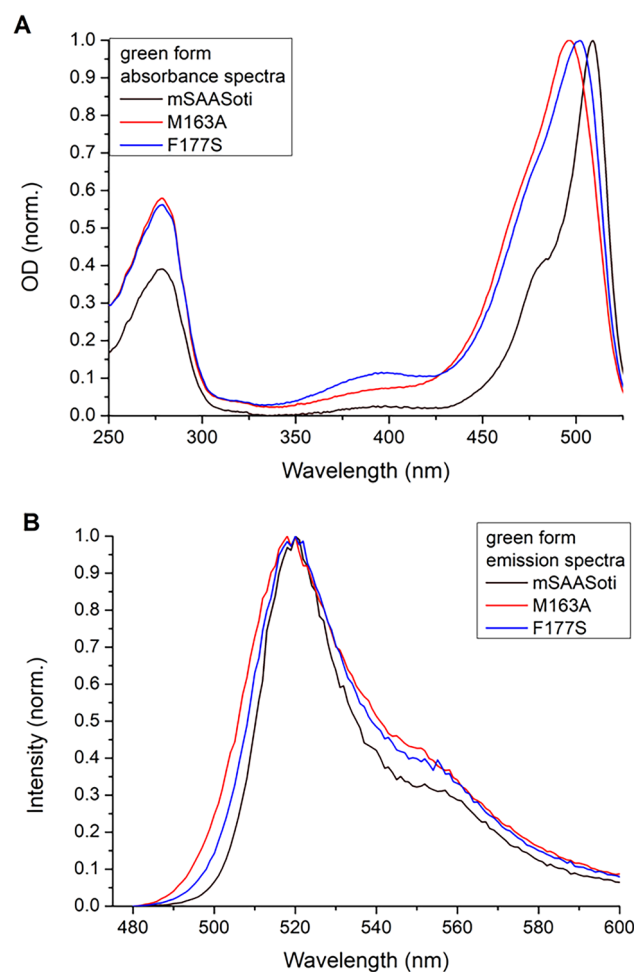 A
green form
absorbance spectra
mSAASoti
M163A
F177S
OD (norm.)
1.0
0.9
0.8
0.7
0.6
0.5
0.4
0.3
0.2
0.1
0.0
250 300 350 400 450 500
Wavelength (nm)
B
green form
emission spectra
mSAASoti
M163A
F177S
Intensity (norm.)
1.0
0.9
0.8
0.7
0.6
0.5
0.4
0.3
0.2
0.1
0.0
480 500 520 540 560 580 600
Wavelength (nm)